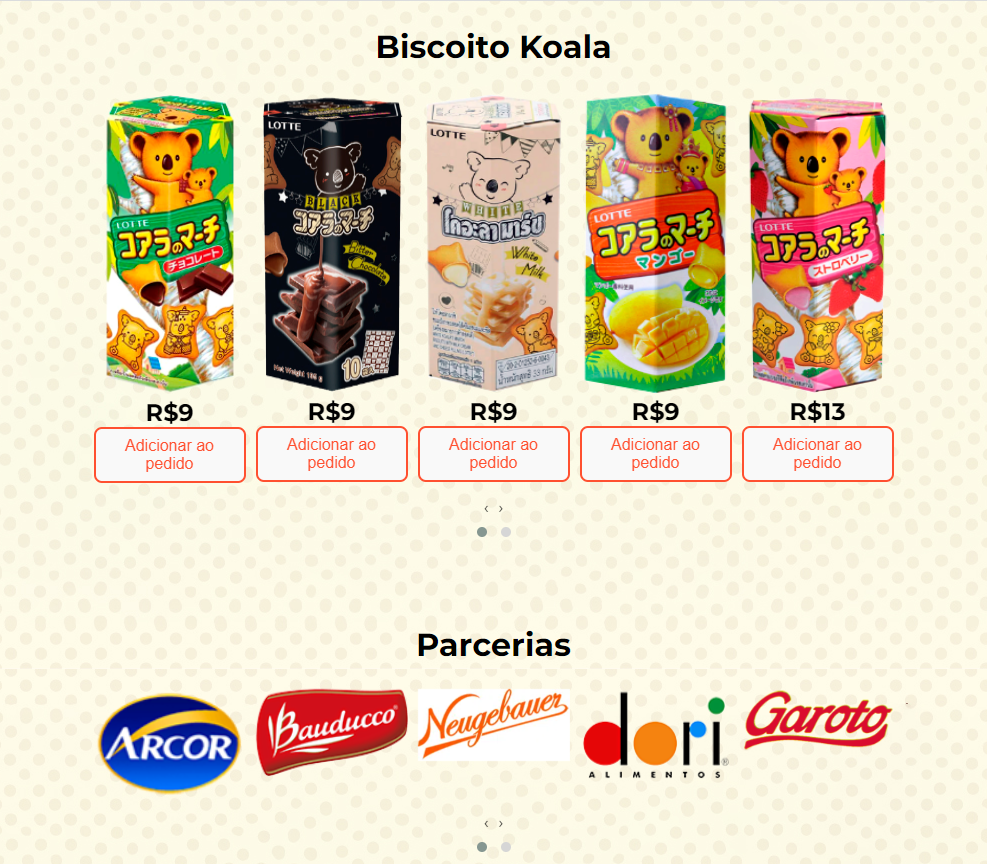 Biscoito Koala
LOTTE
コアラのマーチ
チョコレート
LOTTE
BLACK
コアラのマーチ
Bitter
Chocolate
10
LOTTE
WHITE
โคอะลา มาร์ช
White
Milk
LOTTE
コアラのマーチ
マンゴー
LOTTE
コアラのマーチ
ストロベリー
R$9
R$9
R$9
R$9
R$13
Adicionar ao
pedido
Adicionar ao
pedido
Adicionar ao
pedido
Adicionar ao
pedido
Adicionar ao
pedido
‹ ›
Parcerias
ARCOR
Bauducco®
Neugebauer
dori®
ALIMENTOS
Garoto
‹ ›